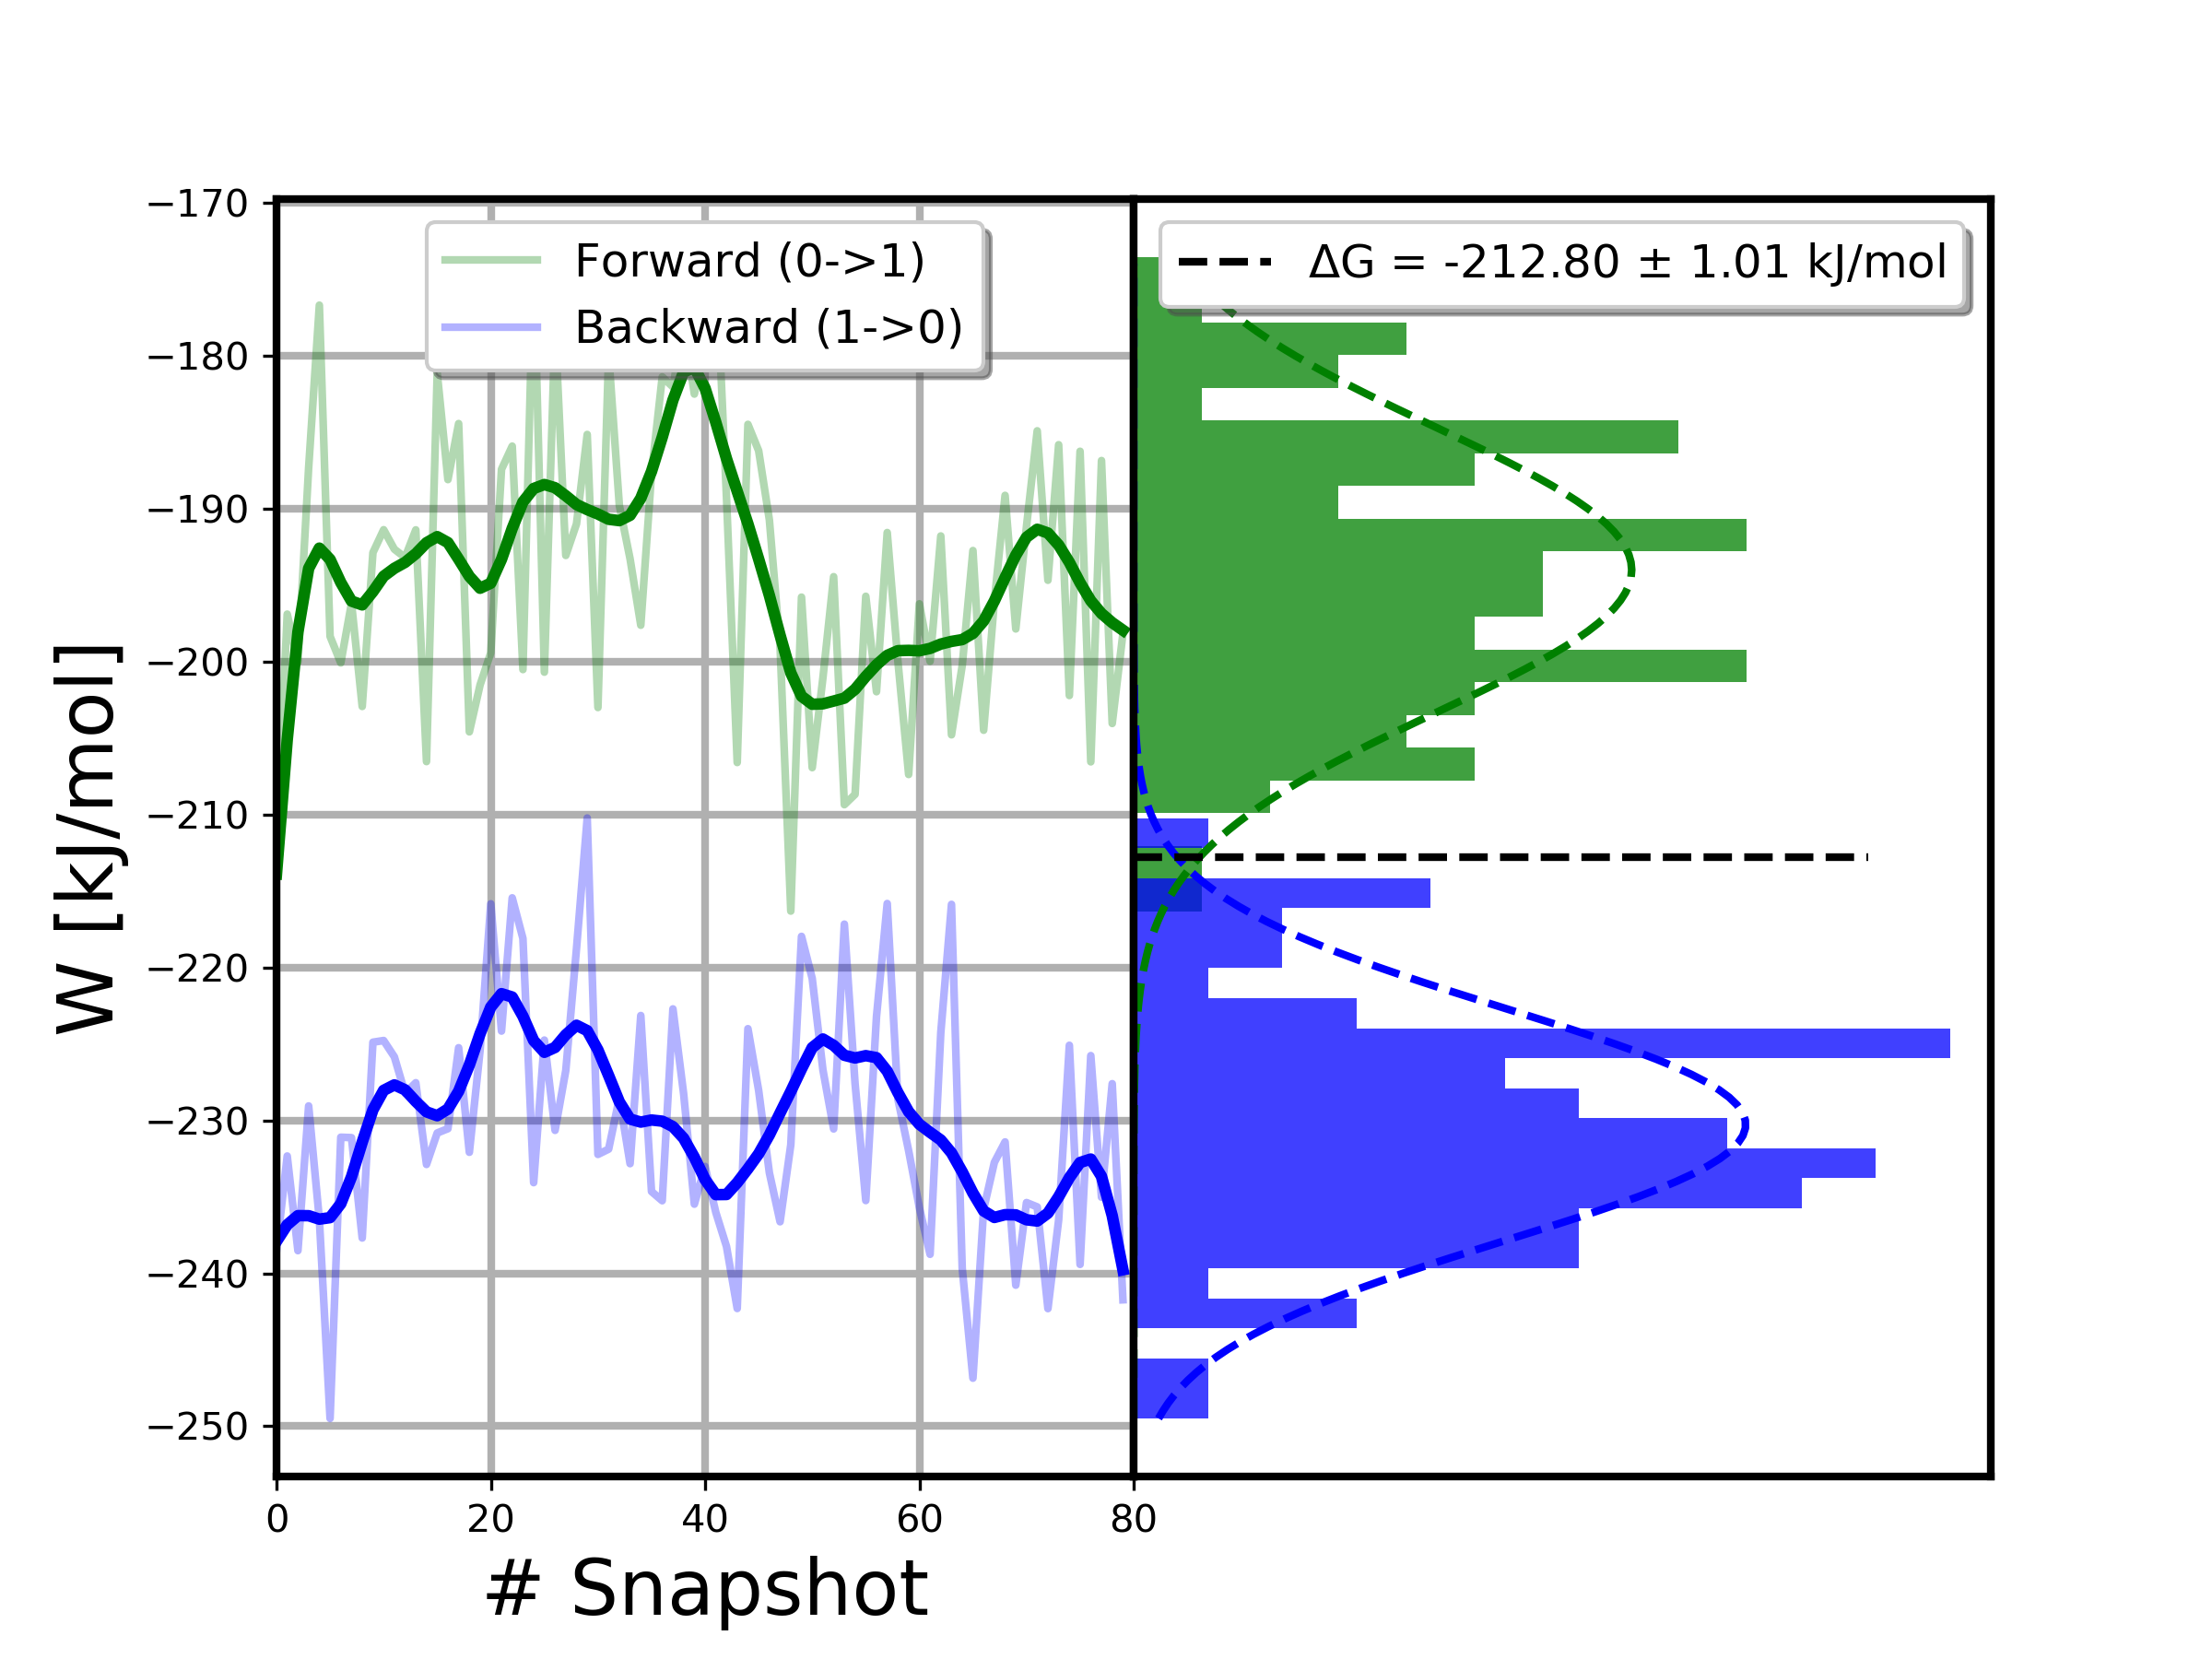 Forward (0->1)
Backward (1->0)
ΔG = -212.80 ± 1.01 kJ/mol
W [kJ/mol]
−170
−180
−190
−200
−210
−220
−230
−240
−250
0 20 40 60 80
# Snapshot